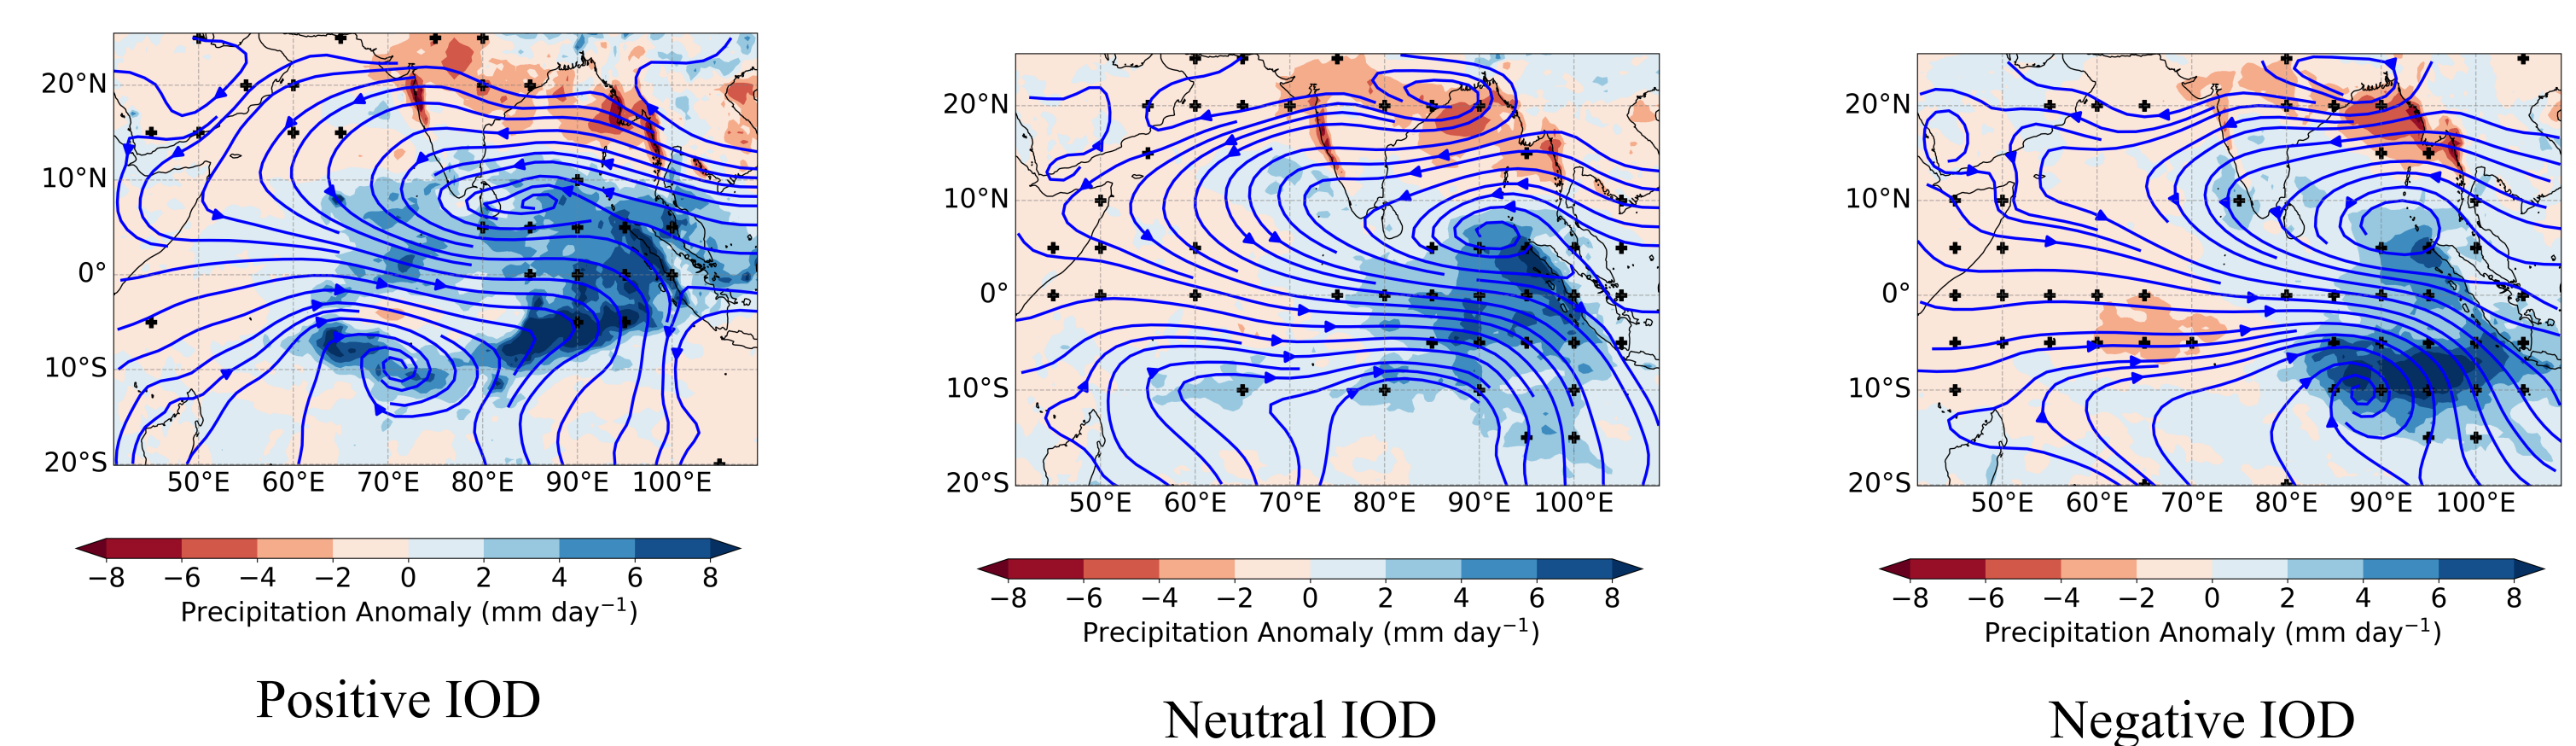 20°N
10°N
0°
10°S
20°S
50°E 60°E 70°E 80°E 90°E 100°E
−8 −6 −4 −2 0 2 4 6 8
Precipitation Anomaly (mm day⁻¹)
Positive IOD
20°N
10°N
0°
10°S
20°S
50°E 60°E 70°E 80°E 90°E 100°E
−8 −6 −4 −2 0 2 4 6 8
Precipitation Anomaly (mm day⁻¹)
Neutral IOD
20°N
10°N
0°
10°S
20°S
50°E 60°E 70°E 80°E 90°E 100°E
−8 −6 −4 −2 0 2 4 6 8
Precipitation Anomaly (mm day⁻¹)
Negative IOD